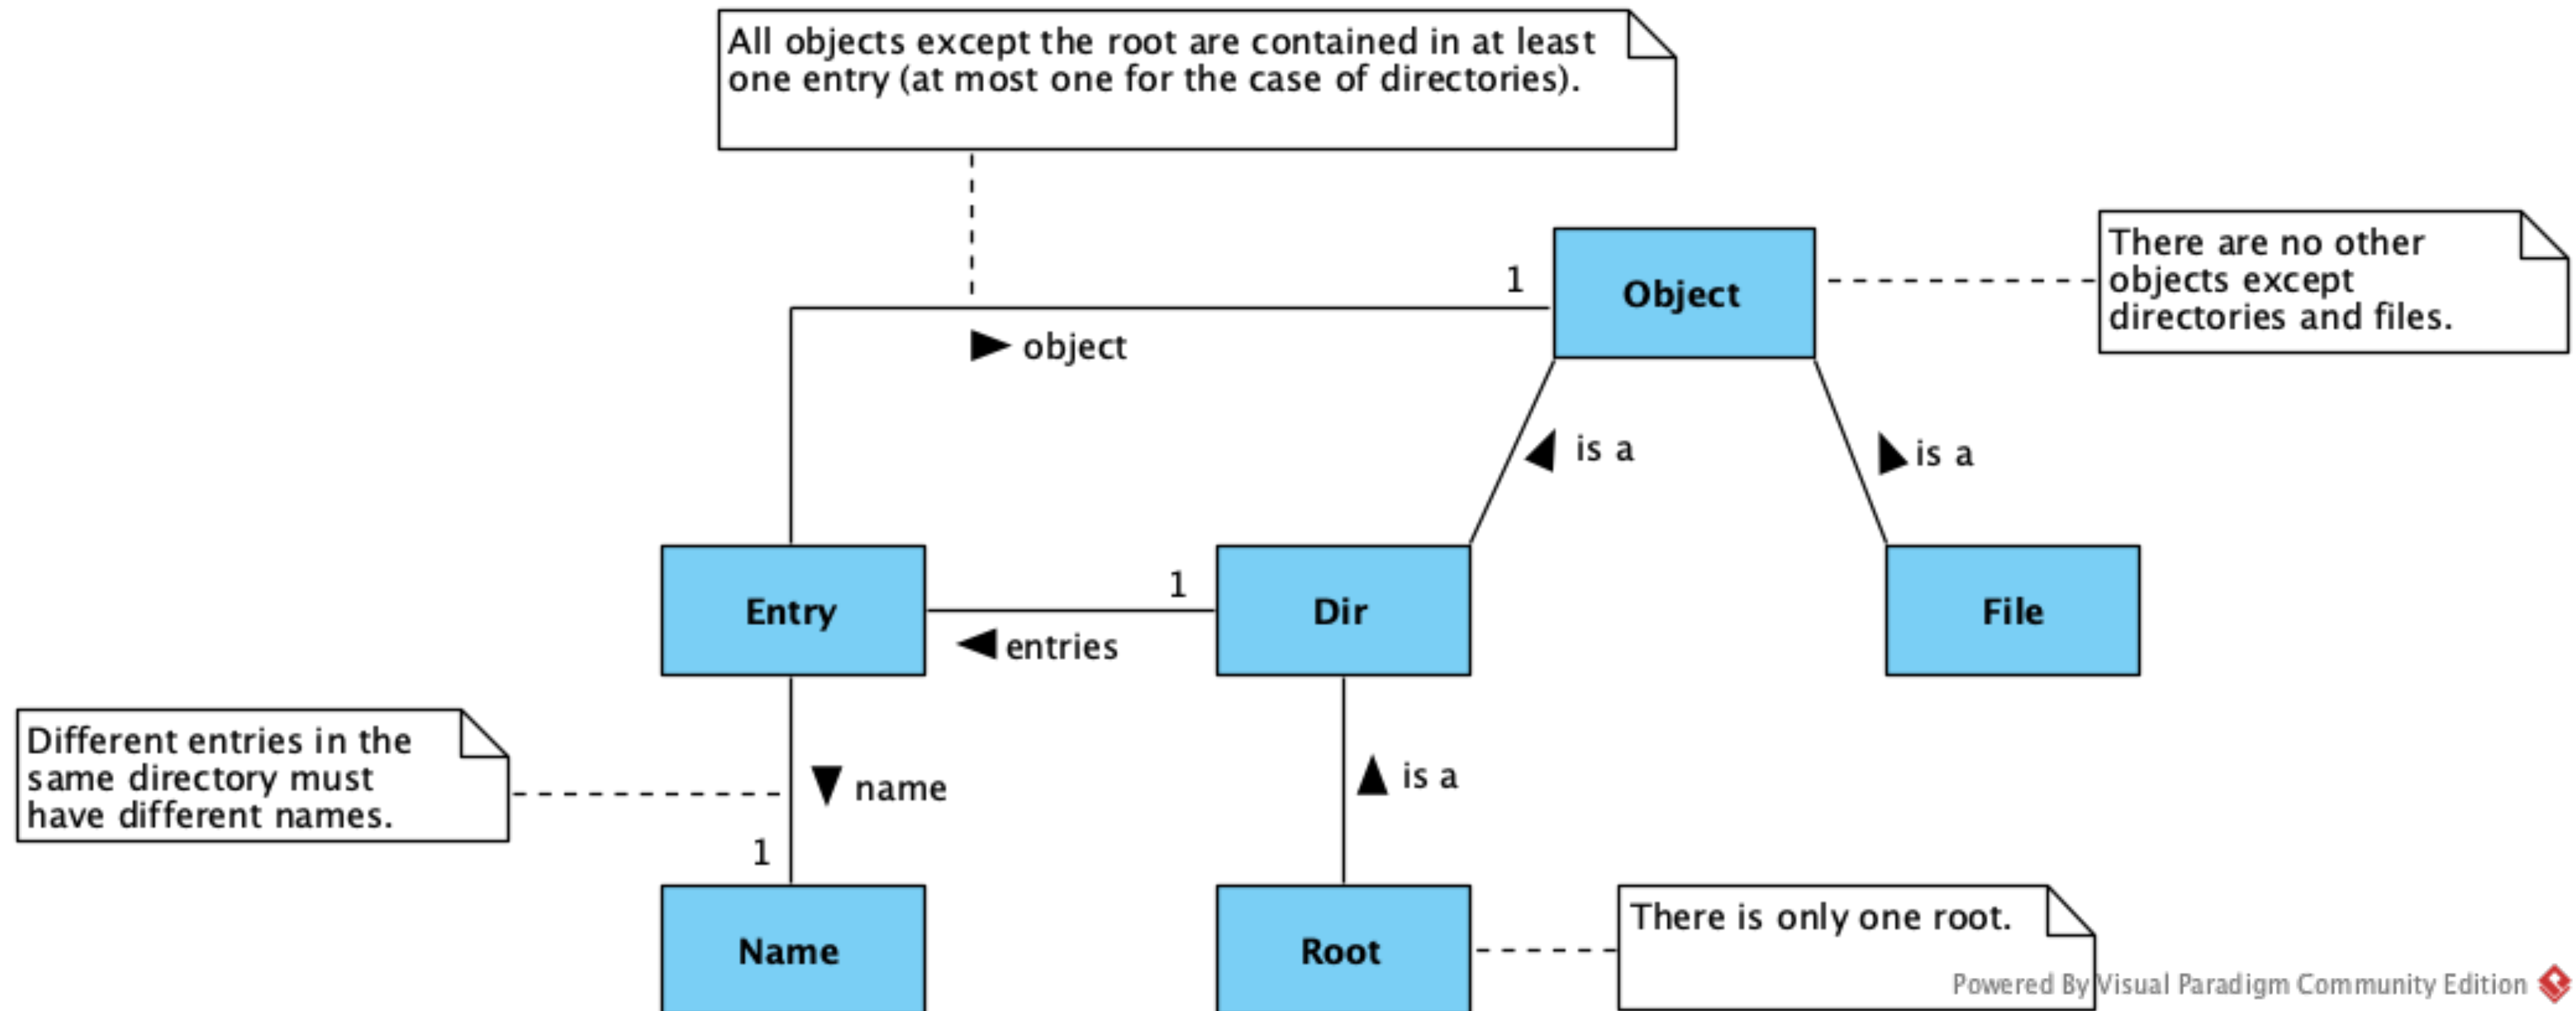 All objects except the root are contained in at least
one entry (at most one for the case of directories).
There are no other
objects except
directories and files.
1
Object
object
is a
is a
Entry
1
entries
Dir
File
Different entries in the
same directory must
have different names.
name
is a
1
Name
Root
There is only one root.
Powered By Visual Paradigm Community Edition